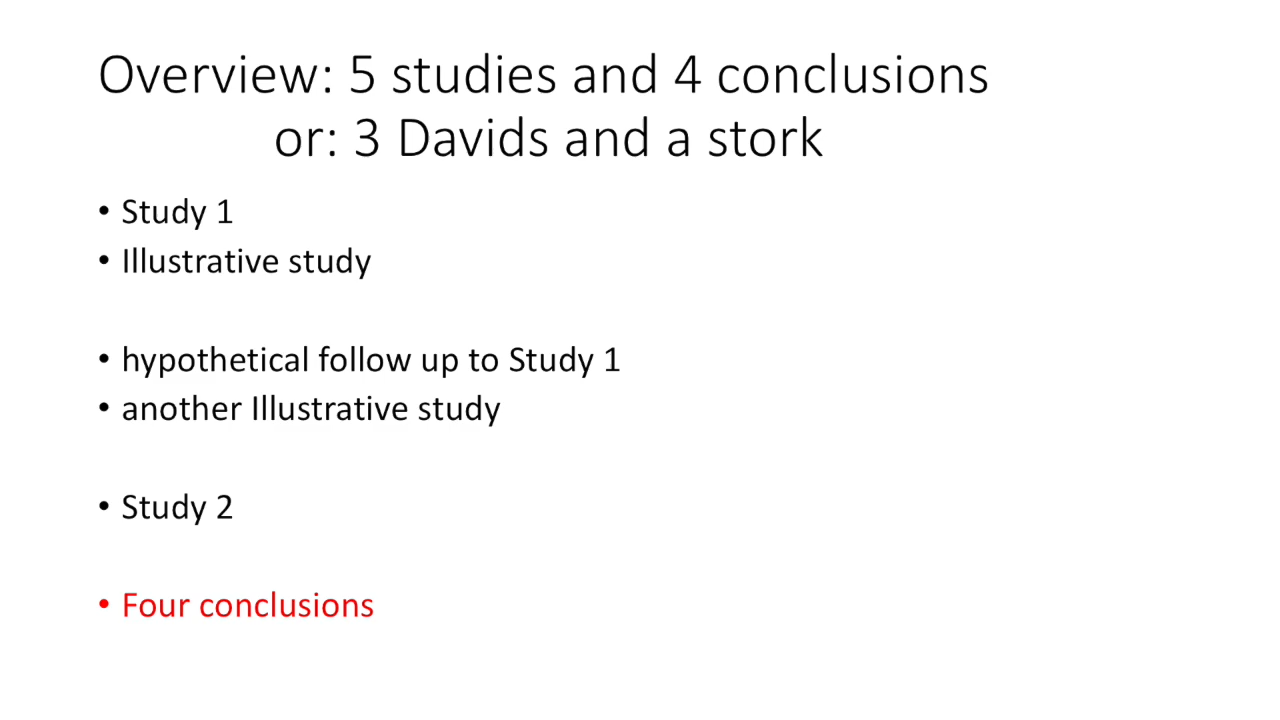 Overview: 5 studies and 4 conclusions
or: 3 Davids and a stork
• Study 1
• Illustrative study
• hypothetical follow up to Study 1
• another Illustrative study
• Study 2
• Four conclusions